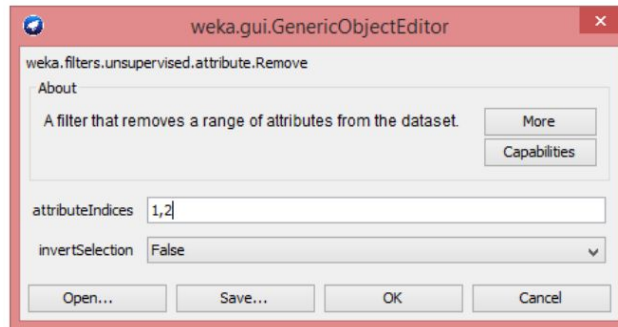 weka.gui.GenericObjectEditor
weka.filters.unsupervised.attribute.Remove
About
A filter that removes a range of attributes from the dataset.
More
Capabilities
attributeIndices 1,2
invertSelection False
Open... Save... OK Cancel